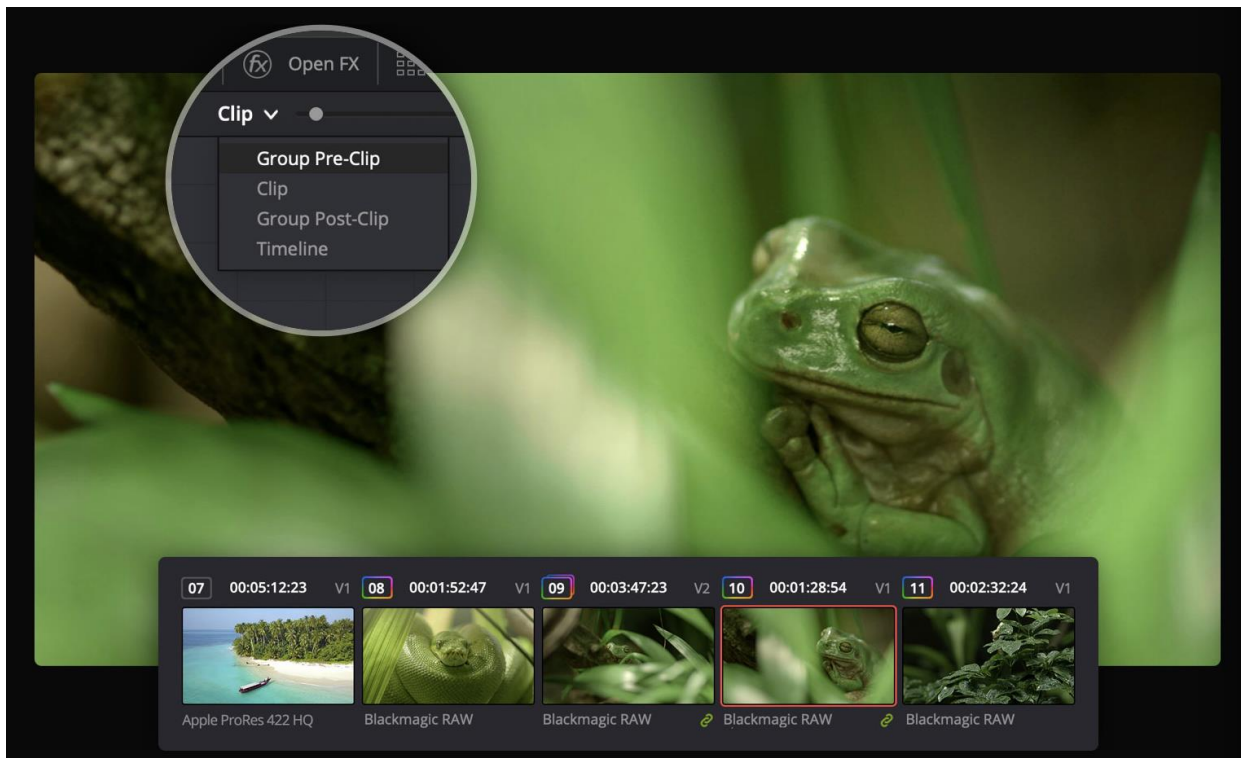 Open FX
Clip
Group Pre-Clip
Clip
Group Post-Clip
Timeline
07 00:05:12:23 V1 08 00:01:52:47 V1 09 00:03:47:23 V2 10 00:01:28:54 V1 11 00:02:32:24 V1
Apple ProRes 422 HQ Blackmagic RAW Blackmagic RAW Blackmagic RAW Blackmagic RAW